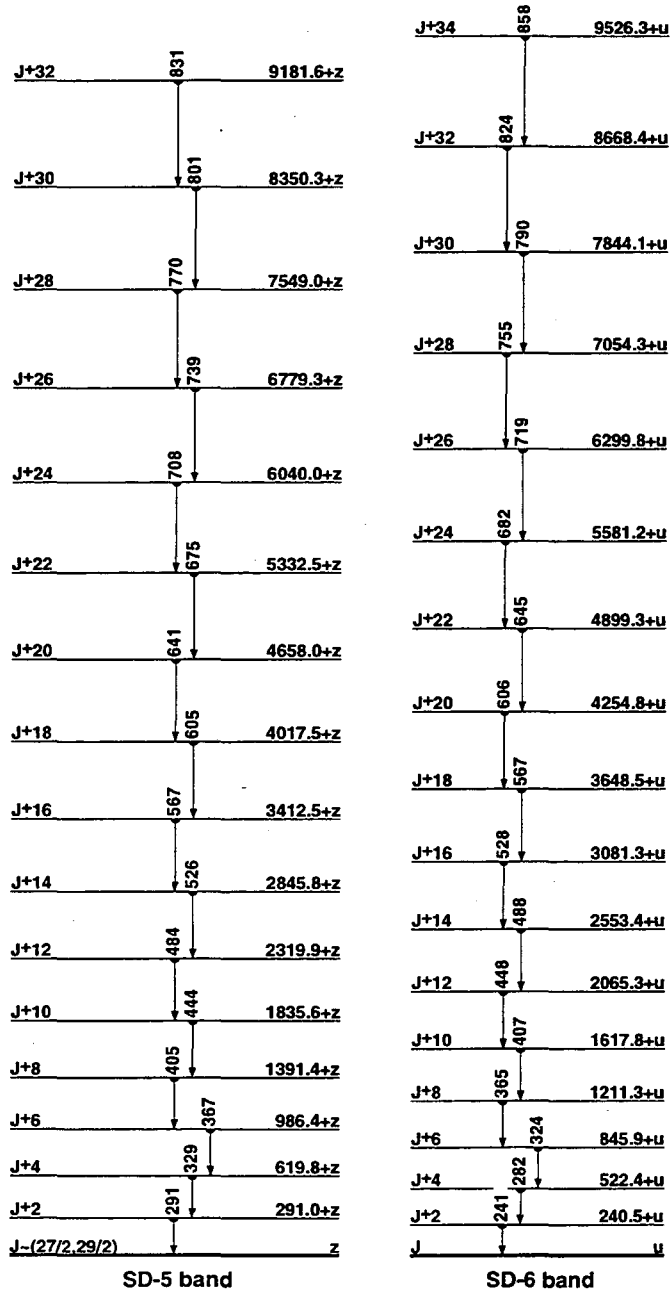 J+32 831 9181.6+z
J+30 801 8350.3+z
J+28 770 7549.0+z
J+26 739 6779.3+z
J+24 708 6040.0+z
J+22 675 5332.5+z
J+20 641 4658.0+z
J+18 605 4017.5+z
J+16 567 3412.5+z
J+14 526 2845.8+z
J+12 484 2319.9+z
J+10 444 1835.6+z
J+8 405 1391.4+z
J+6 367 986.4+z
J+4 329 619.8+z
J+2 291 291.0+z
J~(27/2,29/2) z
SD-5 band
J+34 858 9526.3+u
J+32 824 8668.4+u
J+30 790 7844.1+u
J+28 755 7054.3+u
J+26 719 6299.8+u
J+24 682 5581.2+u
J+22 645 4899.3+u
J+20 606 4254.8+u
J+18 567 3648.5+u
J+16 528 3081.3+u
J+14 488 2553.4+u
J+12 448 2065.3+u
J+10 407 1617.8+u
J+8 365 1211.3+u
J+6 324 845.9+u
J+4 282 522.4+u
J+2 241 240.5+u
J u
SD-6 band